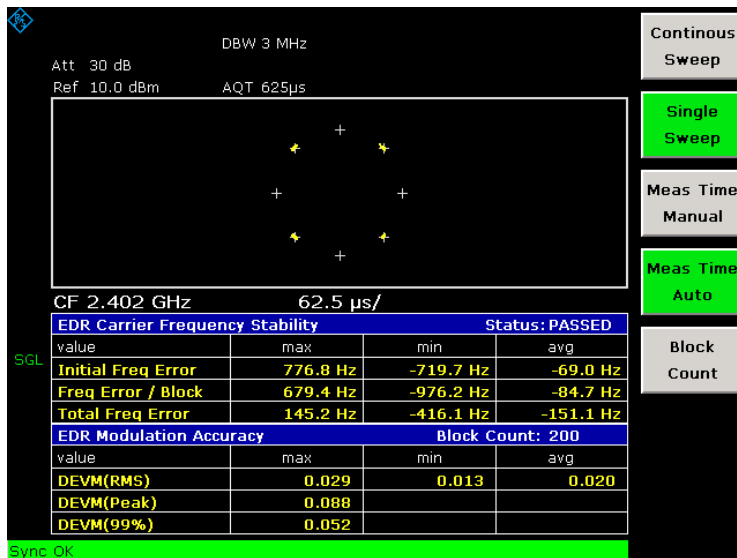 DBW 3 MHz
Att 30 dB
Ref 10.0 dBm AQT 625µs
CF 2.402 GHz 62.5 µs/
EDR Carrier Frequency Stability Status: PASSED
value max min avg
Initial Freq Error 776.8 Hz -719.7 Hz -69.0 Hz
Freq Error / Block 679.4 Hz -976.2 Hz -84.7 Hz
Total Freq Error 145.2 Hz -416.1 Hz -151.1 Hz
EDR Modulation Accuracy Block Count: 200
value max min avg
DEVM(RMS) 0.029 0.013 0.020
DEVM(Peak) 0.088
DEVM(99%) 0.052
SGL
Sync OK
Continous
Sweep
Single
Sweep
Meas Time
Manual
Meas Time
Auto
Block
Count